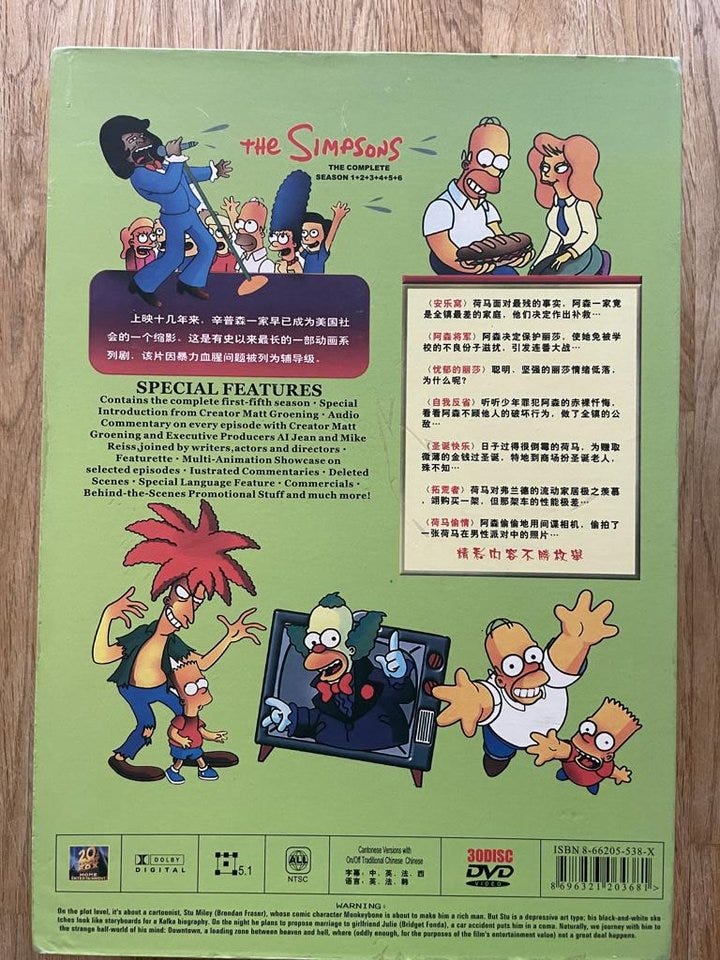 THE SIMPSONS
THE COMPLETE
SEASON 1+2+3+4+5+6
上映十几年来，辛普森一家早已成为美国社
会的一个缩影。这是有史以来最长的一部动画系
列剧，该片因暴力血腥问题被列为辅导级。
SPECIAL FEATURES
Contains the complete first-fifth season · Special
Introduction from Creator Matt Groening · Audio
Commentary on every episode with Creator Matt
Groening and Executive Producers AI Jean and Mike
Reiss,joined by writers,actors and directors ·
Featurette · Multi-Animation Showcase on
selected episodes · Iustrated Commentaries · Deleted
Scenes · Special Language Feature · Commercials ·
Behind-the-Scenes Promotional Stuff and much more!
（安乐窝）荷马面对最残的事实，阿森一家竟
是全镇最差的家庭，他们决定作出补救…
（阿森将军）阿森决定保护丽莎，使她免被学
校的不良份子滋扰，引发连番大战…
（忧郁的丽莎）聪明、坚强的丽莎情绪低落，
为什么呢？
（自我反省）听听少年罪犯阿森的赤裸忏悔，
看看阿森不顾他人的破坏行为，做了全镇的公
敌…
（圣诞快乐）日子过得很倒霉的荷马，为赚取
微薄的金钱过圣诞，特地到商场扮圣诞老人，
殊不知…
（拓荒者）荷马对弗兰德的流动家居极之羡慕
，翊购买一架，但那架车的性能极差…
（荷马偷情）阿森偷偷地用间谍相机，偷拍了
一张荷马在男性派对中的照片…
精彩内容不胜枚举
20
FOX
HOME
ENTERTAINMENT
DOLBY
DIGITAL
5.1
ALL
NTSC
Cantonese Versions with
On/Off Traditional Chinese Chinese
字幕：中、英、法、西
语言：英、法、韩
30DISC
DVD
VIDEO
ISBN 8-66205-538-X
8 696321 203681 >
WARNING:
On the plot level, it's about a cartoonist, Stu Miley (Brendan Fraser), whose comic character Monkeybone is about to make him a rich man. But Stu is a depressive art type; his black-and-white ske
tches look like storyboards for a Kafka biography. On the night he plans to propose marriage to girlfriend Julie (Bridget Fonda), a car accident puts him in a coma. Naturally, we journey with him to
the strange half-world of his mind: Downtown, a loading zone between heaven and hell, where (oddly enough, for the purposes of the film's entertainment value) not a great deal happens.